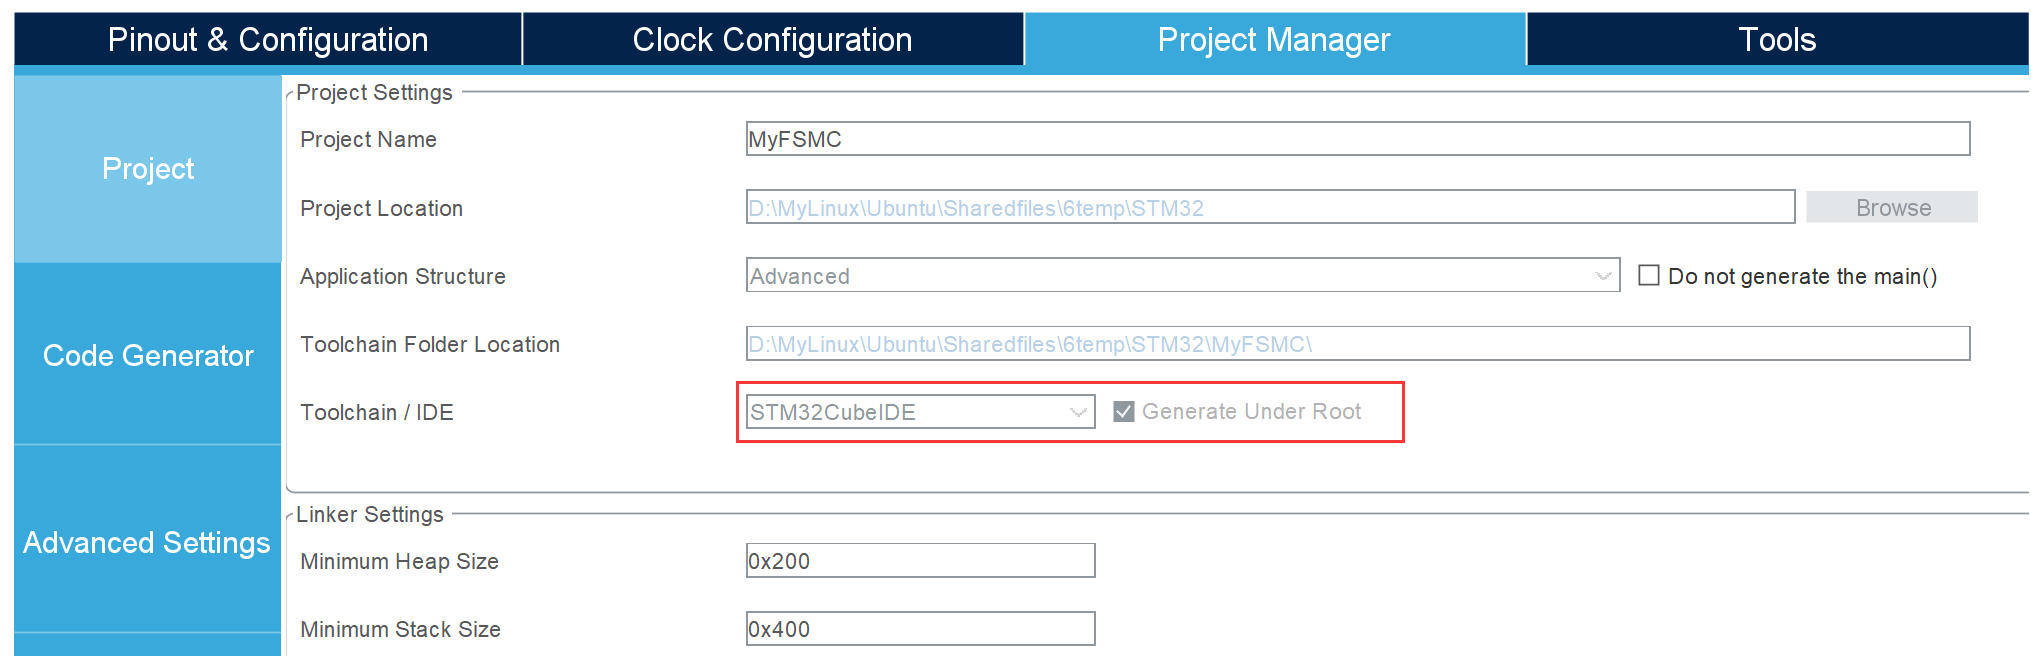 Pinout & Configuration Clock Configuration Project Manager Tools
Project
Code Generator
Advanced Settings
Project Settings
Project Name MyFSMC
Project Location D:\MyLinux\Ubuntu\Sharedfiles\6temp\STM32 Browse
Application Structure Advanced Do not generate the main()
Toolchain Folder Location D:\MyLinux\Ubuntu\Sharedfiles\6temp\STM32\MyFSMC\
Toolchain / IDE STM32CubeIDE Generate Under Root
Linker Settings
Minimum Heap Size 0x200
Minimum Stack Size 0x400